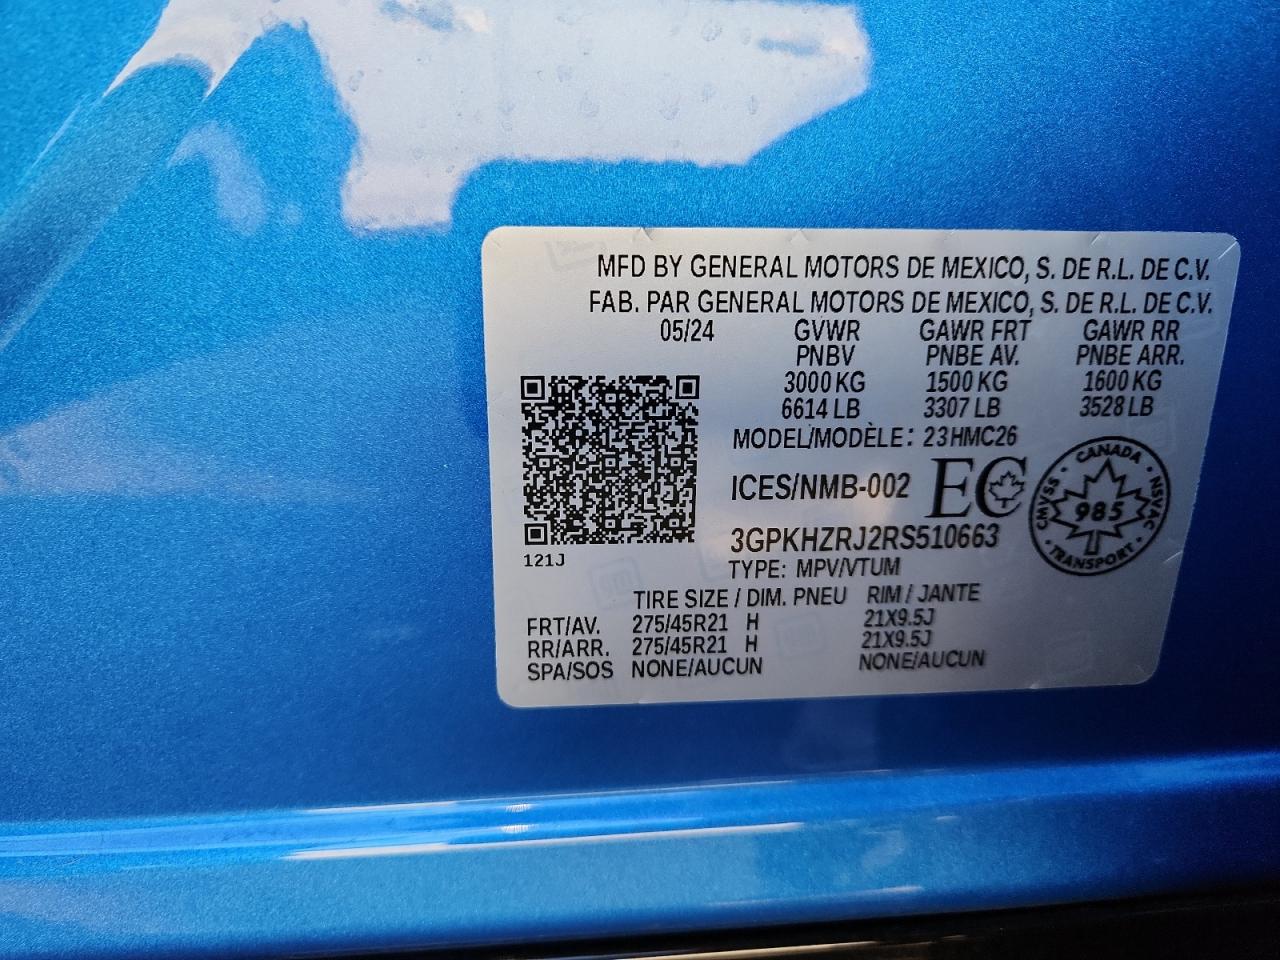 MFD BY GENERAL MOTORS DE MEXICO, S. DE R.L. DE C.V.
FAB. PAR GENERAL MOTORS DE MEXICO, S. DE R.L. DE C.V.
05/24 GVWR GAWR FRT GAWR RR
PNBV PNBE AV. PNBE ARR.
3000 KG 1500 KG 1600 KG
6614 LB 3307 LB 3528 LB
MODEL/MODÈLE: 23HMC26
ICES/NMB-002 EC
CANADA
CMVSS 985 NSVAC
TRANSPORT
3GPKHZRJ2RS510663
121J
TYPE: MPV/VTUM
TIRE SIZE / DIM. PNEU RIM / JANTE
FRT/AV. 275/45R21 H 21X9.5J
RR/ARR. 275/45R21 H 21X9.5J
SPA/SOS NONE/AUCUN NONE/AUCUN